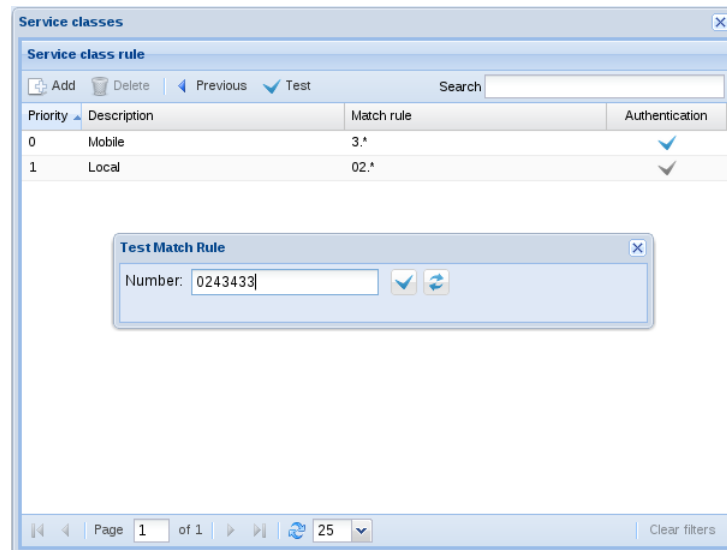 Service classes
Service class rule
Add Delete Previous Test Search
Priority Description Match rule Authentication
0 Mobile 3.*
1 Local 02.*
Test Match Rule
Number: 0243433
Page 1 of 1 25 Clear filters